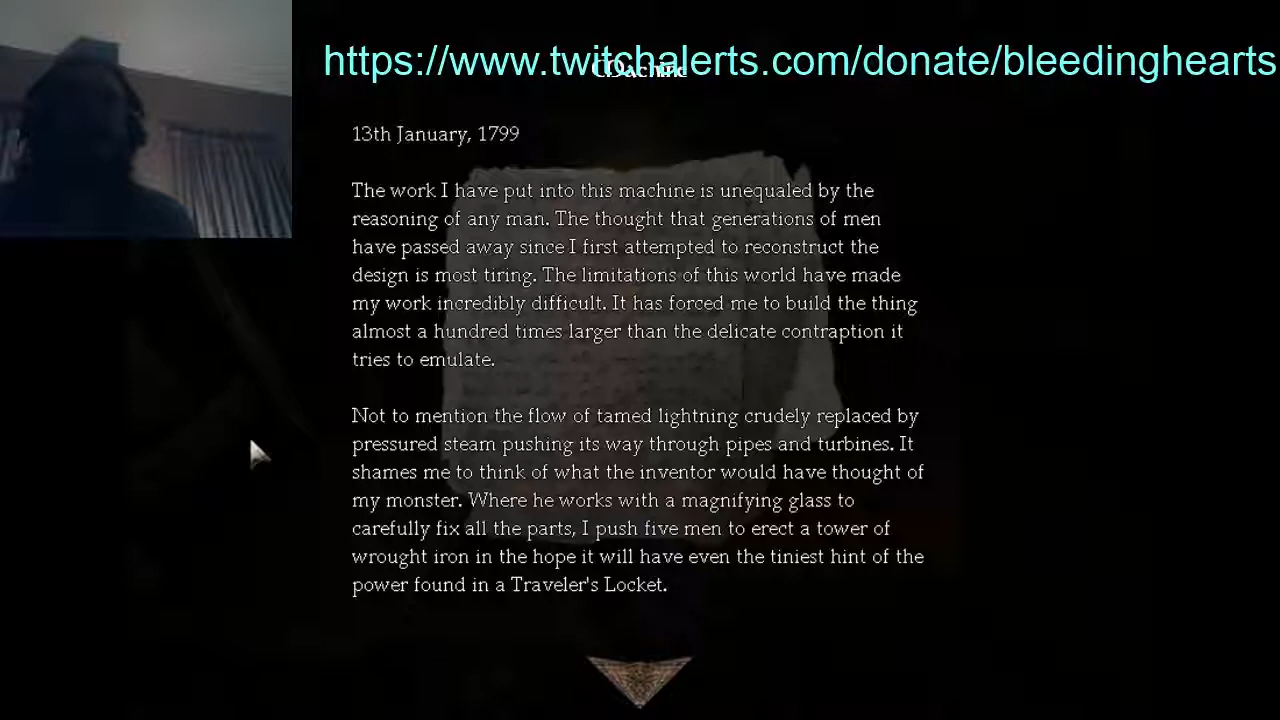 https://www.twitchalerts.com/donate/bleedinghearts
13th January, 1799
The work I have put into this machine is unequaled by the
reasoning of any man. The thought that generations of men
have passed away since I first attempted to reconstruct the
design is most tiring. The limitations of this world have made
my work incredibly difficult. It has forced me to build the thing
almost a hundred times larger than the delicate contraption it
tries to emulate.
Not to mention the flow of tamed lightning crudely replaced by
pressured steam pushing its way through pipes and turbines. It
shames me to think of what the inventor would have thought of
my monster. Where he works with a magnifying glass to
carefully fix all the parts, I push five men to erect a tower of
wrought iron in the hope it will have even the tiniest hint of the
power found in a Traveler's Locket.